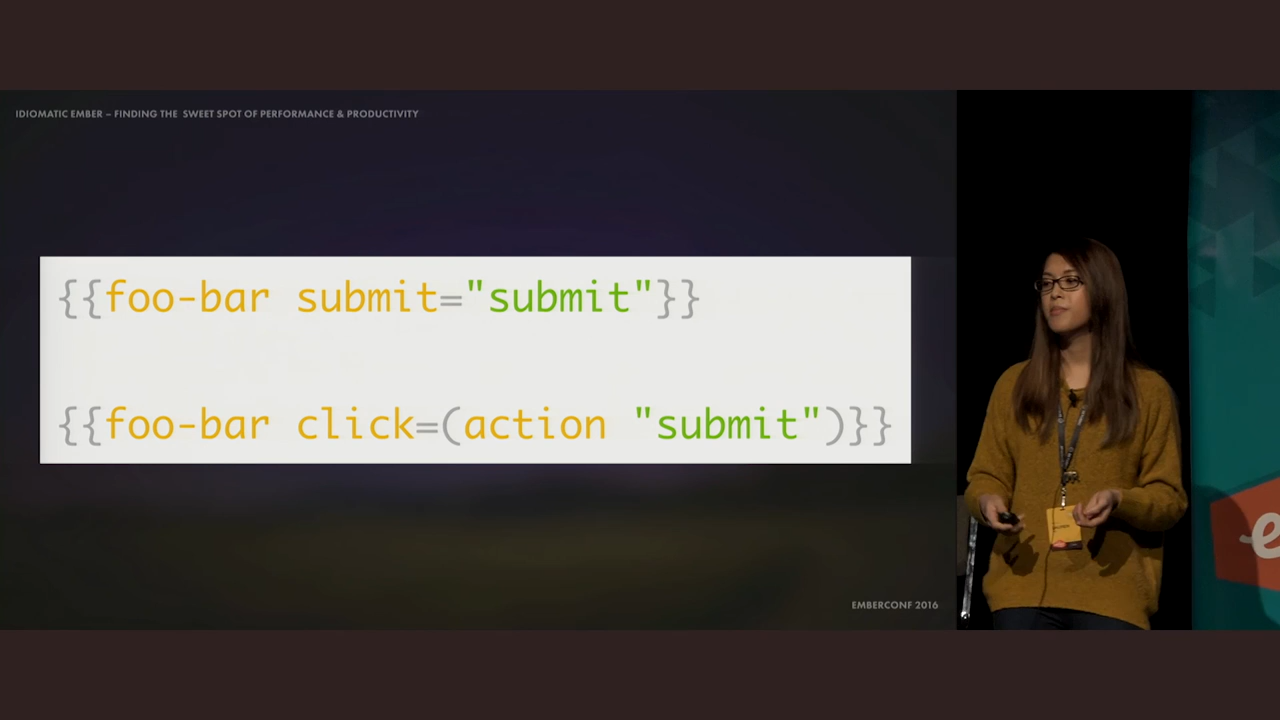 IDIOMATIC EMBER – FINDING THE SWEET SPOT OF PERFORMANCE & PRODUCTIVITY
{{foo-bar submit="submit"}}
{{foo-bar click=(action "submit")}}
EMBERCONF 2016
e